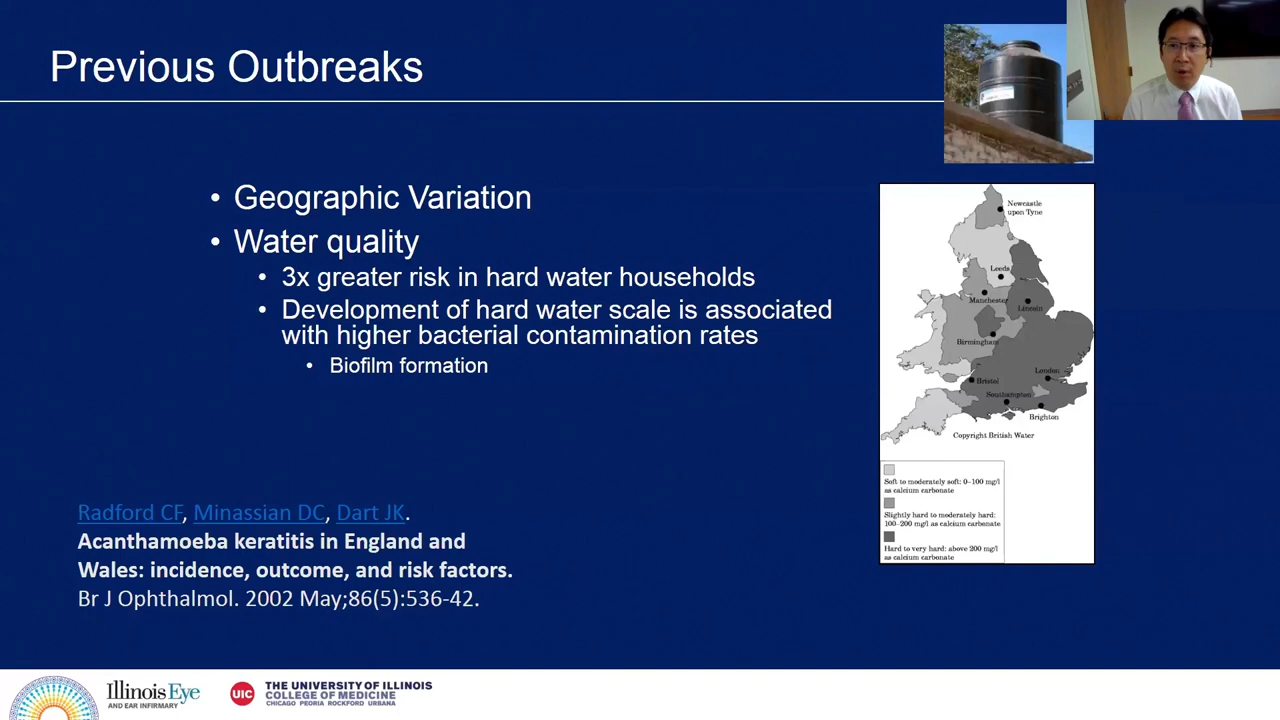 Previous Outbreaks
• Geographic Variation
• Water quality
• 3x greater risk in hard water households
• Development of hard water scale is associated
with higher bacterial contamination rates
• Biofilm formation
Radford CF, Minassian DC, Dart JK.
Acanthamoeba keratitis in England and
Wales: incidence, outcome, and risk factors.
Br J Ophthalmol. 2002 May;86(5):536-42.
Newcastle
upon Tyne
Leeds
Manchester
Lincoln
Birmingham
London
Bristol
Southampton
Brighton
Copyright British Water
Soft to moderately soft: 0–100 mg/l
as calcium carbonate
Slightly hard to moderately hard:
100–200 mg/l as calcium carbonate
Hard to very hard: above 200 mg/l
as calcium carbonate
Illinois Eye
AND EAR INFIRMARY
UIC
THE UNIVERSITY OF ILLINOIS
COLLEGE OF MEDICINE
CHICAGO PEORIA ROCKFORD URBANA